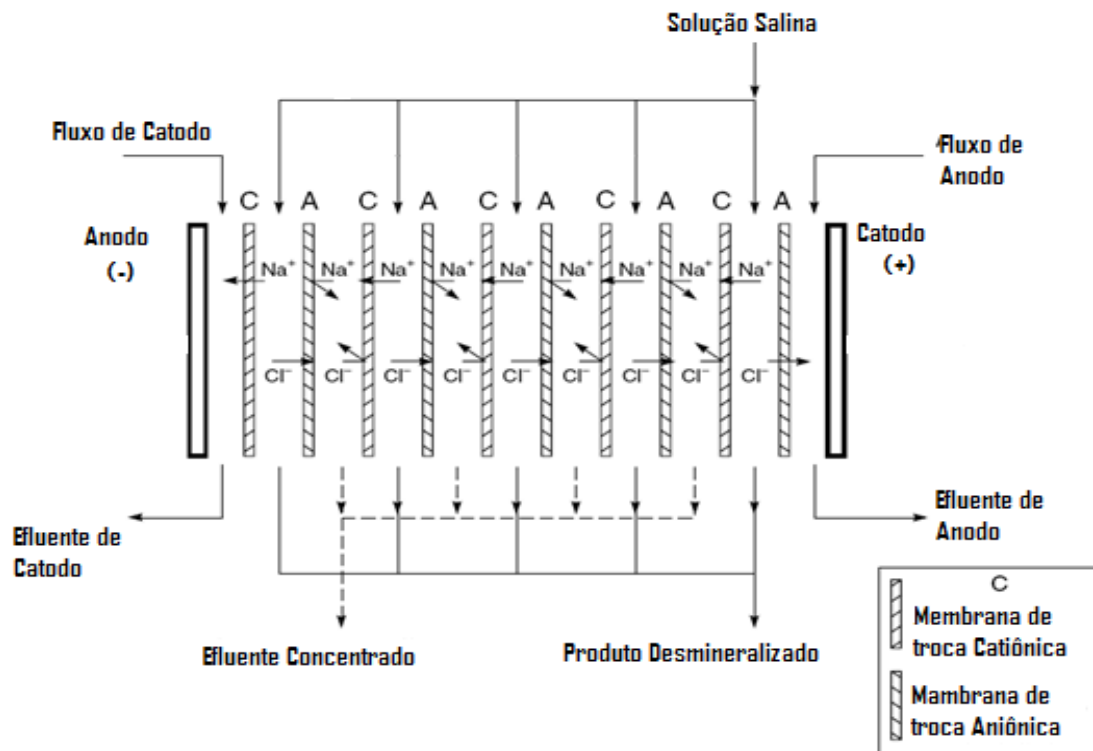 Solução Salina
Fluxo de Catodo
Fluxo de
Anodo
C A C A C A C A C A
Anodo
(-)
Catodo
(+)
Na⁺ Na⁺ Na⁺ Na⁺ Na⁺ Na⁺ Na⁺ Na⁺ Na⁺
Cl⁻ Cl⁻ Cl⁻ Cl⁻ Cl⁻ Cl⁻ Cl⁻ Cl⁻ Cl⁻
Efluente de
Catodo
Efluente de
Anodo
Efluente Concentrado
Produto Desmineralizado
C
Membrana de
troca Catiônica
Mambrana de
troca Aniônica